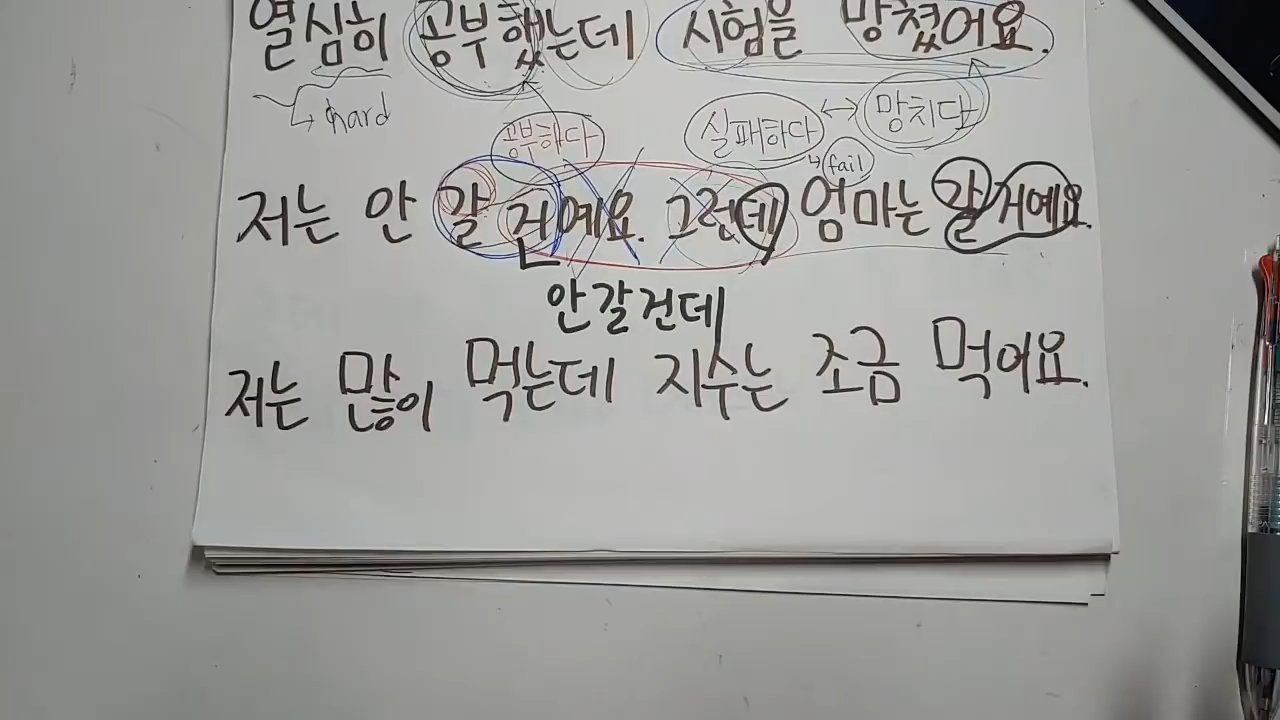 열심히 공부했는데 시험을 망쳤어요.
↳ hard
공부하다 실패하다 ↔ 망치다
↳ fail
저는 안 갈 건예요. 그런데 엄마는 갈 거예요.
안갈건데
저는 많이 먹는데 지수는 조금 먹어요.